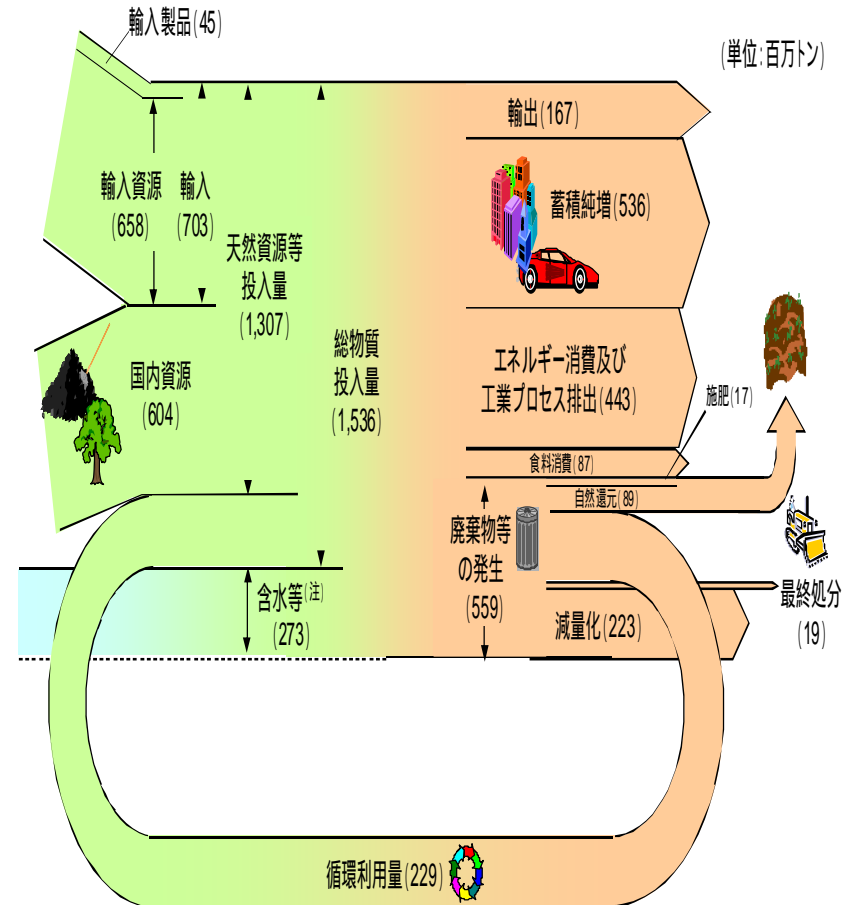 輸入製品(45)
(単位:百万トン)
輸出(167)
輸入資源
(658)
輸入
(703)
蓄積純増(536)
天然資源等
投入量
(1,307)
総物質
投入量
(1,536)
国内資源
(604)
エネルギー消費及び
工業プロセス排出(443)
施肥(17)
食料消費(87)
自然還元(89)
廃棄物等
の発生
(559)
含水等(注)
(273)
減量化(223)
最終処分
(19)
循環利用量(229)